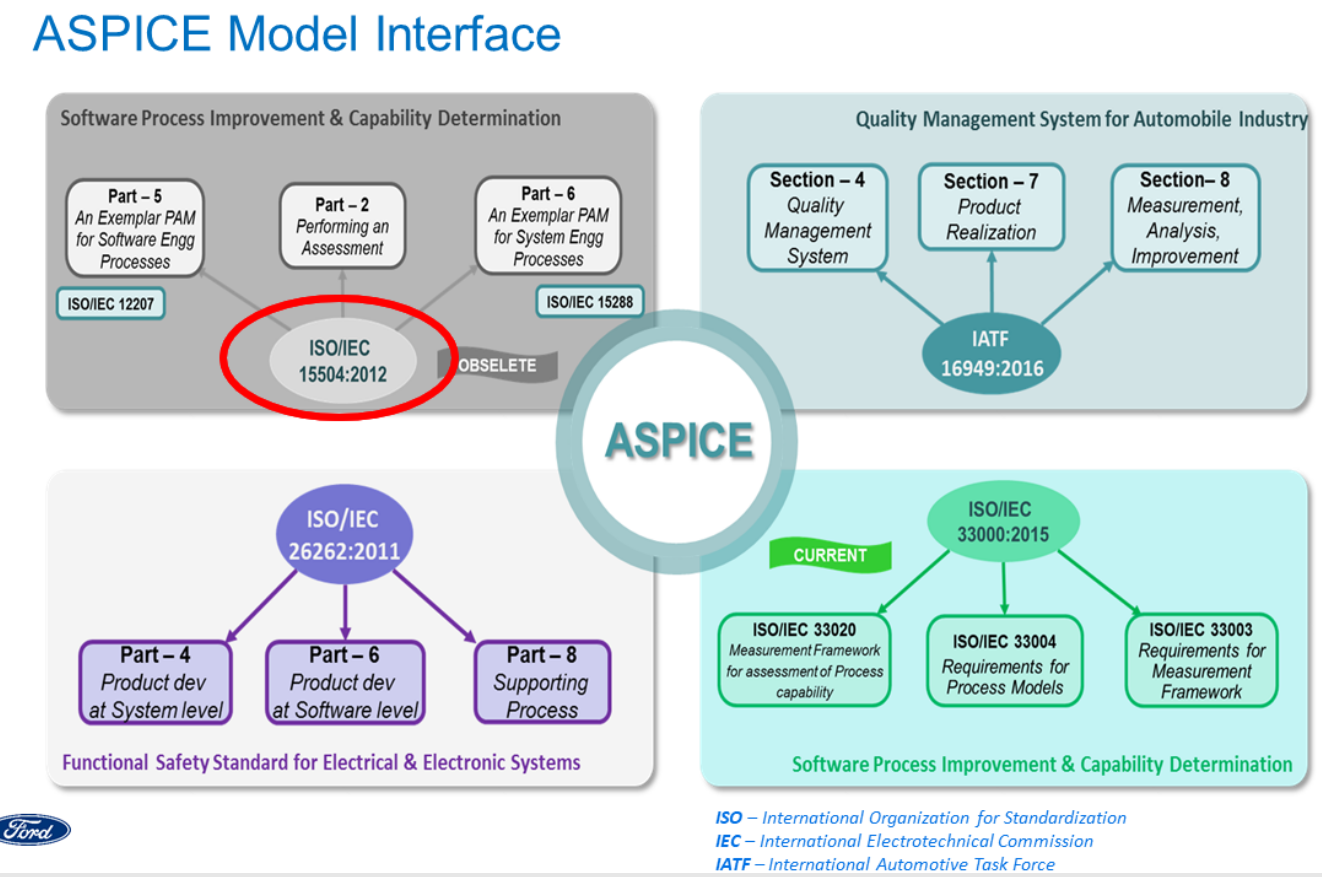 ASPICE Model Interface
Software Process Improvement & Capability Determination
Part – 5
An Exemplar PAM
for Software Engg
Processes
ISO/IEC 12207
Part – 2
Performing an
Assessment
Part – 6
An Exemplar PAM
for System Engg
Processes
ISO/IEC 15288
ISO/IEC
15504:2012
OBSELETE
Quality Management System for Automobile Industry
Section – 4
Quality
Management
System
Section – 7
Product
Realization
Section– 8
Measurement,
Analysis,
Improvement
IATF
16949:2016
ASPICE
ISO/IEC
26262:2011
Part – 4
Product dev
at System level
Part – 6
Product dev
at Software level
Part – 8
Supporting
Process
Functional Safety Standard for Electrical & Electronic Systems
ISO/IEC
33000:2015
CURRENT
ISO/IEC 33020
Measurement Framework
for assessment of Process
capability
ISO/IEC 33004
Requirements for
Process Models
ISO/IEC 33003
Requirements for
Measurement
Framework
Software Process Improvement & Capability Determination
Ford
ISO – International Organization for Standardization
IEC – International Electrotechnical Commission
IATF – International Automotive Task Force